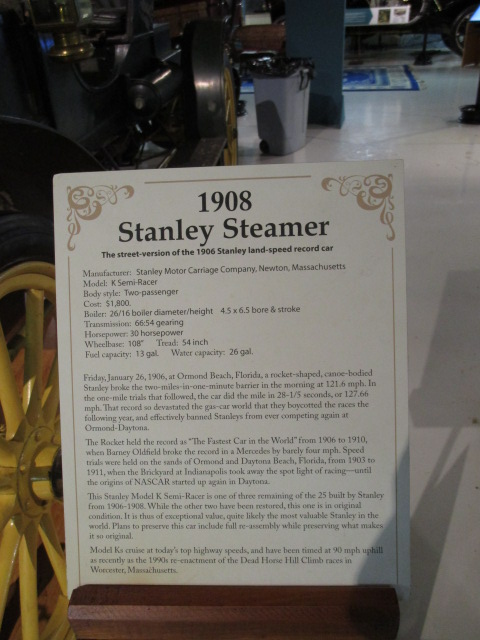 1908
Stanley Steamer
The street-version of the 1906 Stanley land-speed record car
Manufacturer: Stanley Motor Carriage Company, Newton, Massachusetts
Model: K Semi-Racer
Body style: Two-passenger
Cost: $1,800.
Boiler: 26/16 boiler diameter/height 4.5 x 6.5 bore & stroke
Transmission: 66:54 gearing
Horsepower: 30 horsepower
Wheelbase: 108" Tread: 54 inch
Fuel capacity: 13 gal. Water capacity: 26 gal.
Friday, January 26, 1906, at Ormond Beach, Florida, a rocket-shaped, canoe-bodied
Stanley broke the two-miles-in-one-minute barrier in the morning at 121.6 mph. In
the one-mile trials that followed, the car did the mile in 28-1/5 seconds, or 127.66
mph. That record so devastated the gas-car world that they boycotted the races the
following year, and effectively banned Stanleys from ever competing again at
Ormond-Daytona.
The Rocket held the record as "The Fastest Car in the World" from 1906 to 1910,
when Barney Oldfield broke the record in a Mercedes by barely four mph. Speed
trials were held on the sands of Ormond and Daytona Beach, Florida, from 1903 to
1911, when the Brickyard at Indianapolis took away the spot light of racing—until
the origins of NASCAR started up again in Daytona.
This Stanley Model K Semi-Racer is one of three remaining of the 25 built by Stanley
from 1906-1908. While the other two have been restored, this one is in original
condition. It is thus of exceptional value, quite likely the most valuable Stanley in the
world. Plans to preserve this car include full re-assembly while preserving what makes
it so original.
Model Ks cruise at today's top highway speeds, and have been timed at 90 mph uphill
as recently as the 1990s re-enactment of the Dead Horse Hill Climb races in
Worcester, Massachusetts.